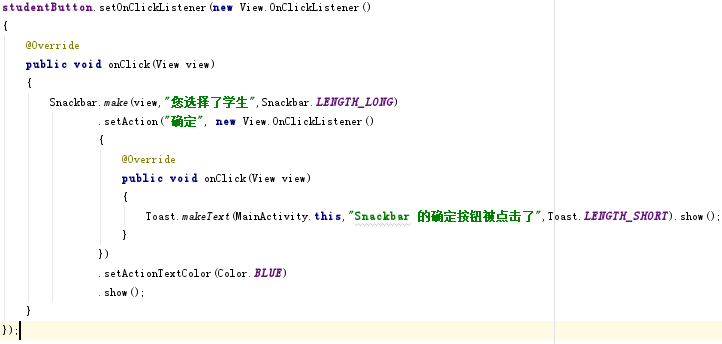 studentButton.setOnClickListener(new View.OnClickListener()
{
@Override
public void onClick(View view)
{
Snackbar.make(view,"您选择了学生",Snackbar.LENGTH_LONG)
.setAction("确定", new View.OnClickListener()
{
@Override
public void onClick(View view)
{
Toast.makeText(MainActivity.this,"Snackbar 的确定按钮被点击了",Toast.LENGTH_SHORT).show();
}
})
.setActionTextColor(Color.BLUE)
.show();
}
});